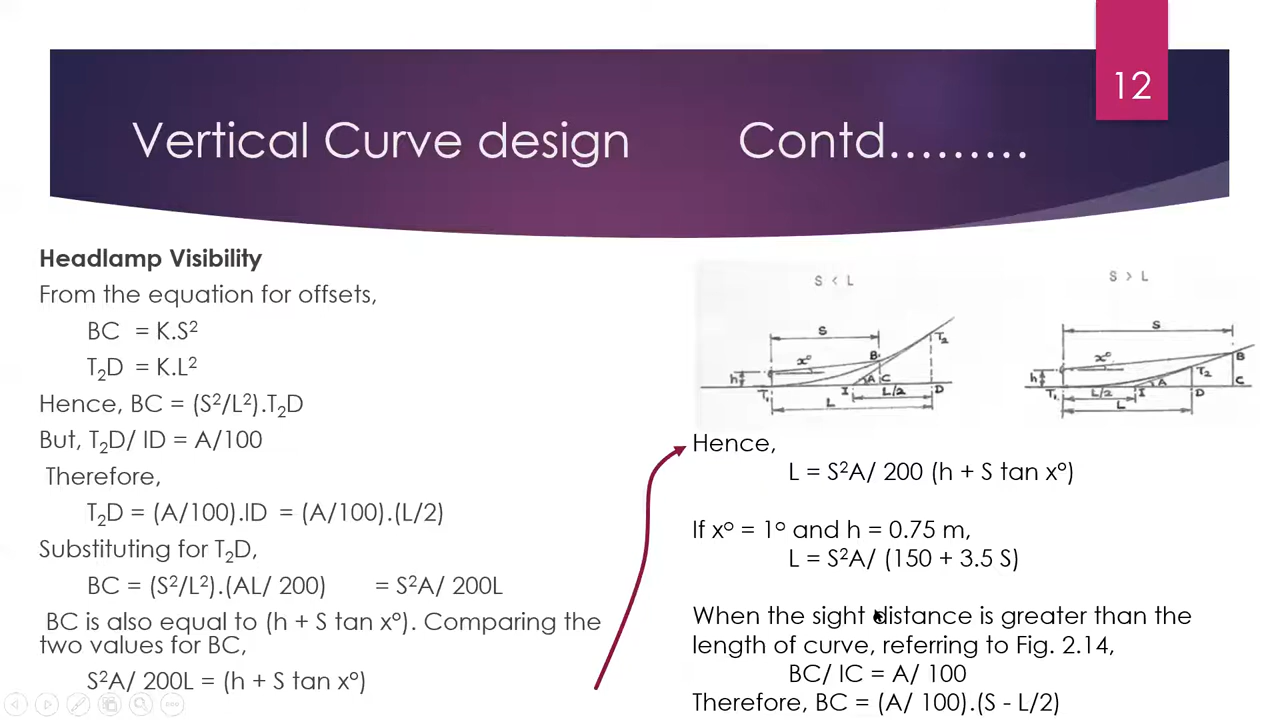 12
Vertical Curve design Contd………
Headlamp Visibility
From the equation for offsets,
BC = K.S²
T₂D = K.L²
Hence, BC = (S²/L²).T₂D
But, T₂D/ ID = A/100
Therefore,
T₂D = (A/100).ID = (A/100).(L/2)
Substituting for T₂D,
BC = (S²/L²).(AL/ 200) = S²A/ 200L
BC is also equal to (h + S tan x°). Comparing the
two values for BC,
S²A/ 200L = (h + S tan x°)
S < L
S
x°
h
B
T₂
A
C
T₁
I
L/2
D
L
S > L
S
x°
h
B
T₂
A
C
T₁
L/2
I
D
L
Hence,
L = S²A/ 200 (h + S tan x°)
If x° = 1° and h = 0.75 m,
L = S²A/ (150 + 3.5 S)
When the sight distance is greater than the
length of curve, referring to Fig. 2.14,
BC/ IC = A/ 100
Therefore, BC = (A/ 100).(S - L/2)